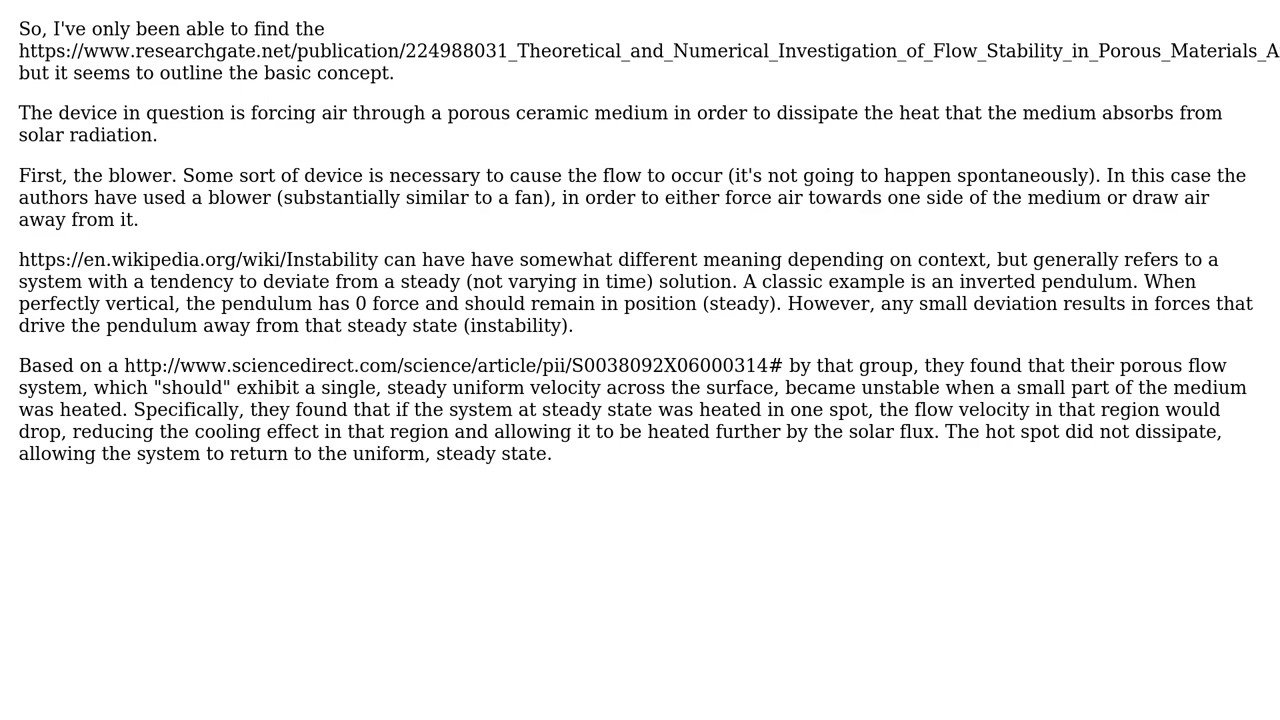 So, I've only been able to find the
https://www.researchgate.net/publication/224988031_Theoretical_and_Numerical_Investigation_of_Flow_Stability_in_Porous_Materials_A
but it seems to outline the basic concept.
The device in question is forcing air through a porous ceramic medium in order to dissipate the heat that the medium absorbs from
solar radiation.
First, the blower. Some sort of device is necessary to cause the flow to occur (it's not going to happen spontaneously). In this case the
authors have used a blower (substantially similar to a fan), in order to either force air towards one side of the medium or draw air
away from it.
https://en.wikipedia.org/wiki/Instability can have have somewhat different meaning depending on context, but generally refers to a
system with a tendency to deviate from a steady (not varying in time) solution. A classic example is an inverted pendulum. When
perfectly vertical, the pendulum has 0 force and should remain in position (steady). However, any small deviation results in forces that
drive the pendulum away from that steady state (instability).
Based on a http://www.sciencedirect.com/science/article/pii/S0038092X06000314# by that group, they found that their porous flow
system, which "should" exhibit a single, steady uniform velocity across the surface, became unstable when a small part of the medium
was heated. Specifically, they found that if the system at steady state was heated in one spot, the flow velocity in that region would
drop, reducing the cooling effect in that region and allowing it to be heated further by the solar flux. The hot spot did not dissipate,
allowing the system to return to the uniform, steady state.